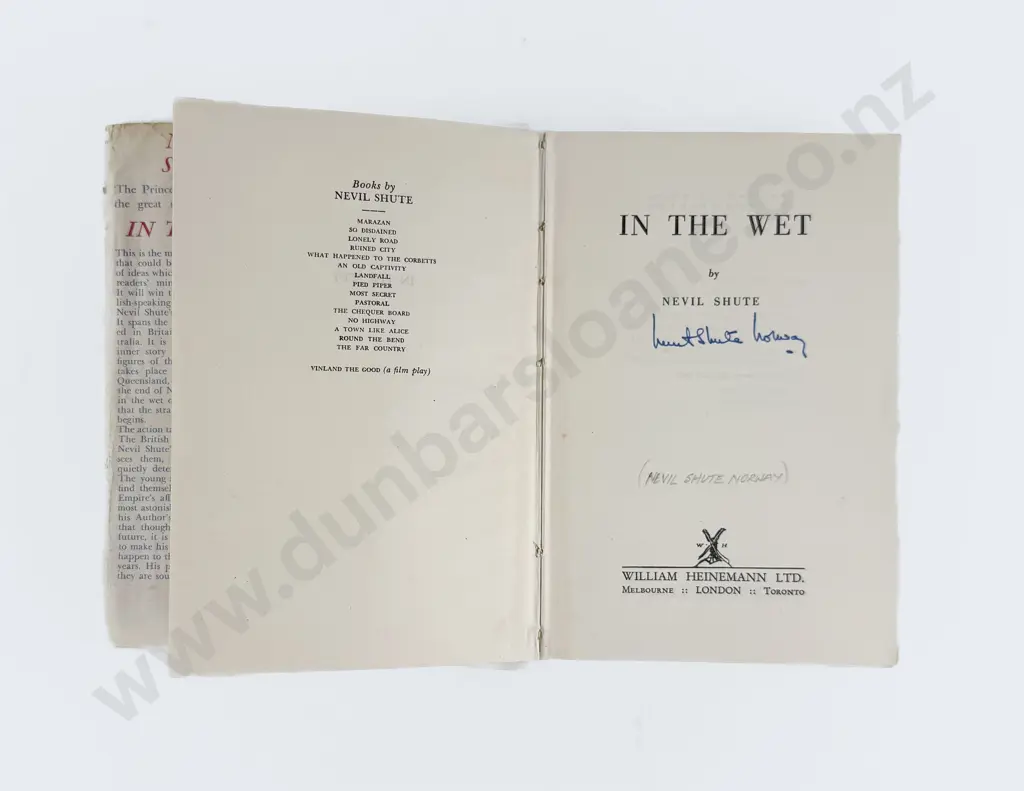 N
S
The Prince
the great
IN T
This is the
that could b
of ideas whic
readers' min
It will win t
lish-speaking
Nevil Shute'
It spans the
ed in Britai
tralia. It is
inner story
figures of th
takes place
Queensland,
the end of N
in the wet
that the stra
begins.
The action ta
The British
Nevil Shute'
sees them,
quietly dete
The young
find themsel
Empire's aff
most astonis
his Author's
that though
future, it is
to make his
happen to th
years. His p
they are sou
Books by
NEVIL SHUTE
MARAZAN
SO DISDAINED
LONELY ROAD
RUINED CITY
WHAT HAPPENED TO THE CORBETTS
AN OLD CAPTIVITY
LANDFALL
PIED PIPER
MOST SECRET
PASTORAL
THE CHEQUER BOARD
NO HIGHWAY
A TOWN LIKE ALICE
ROUND THE BEND
THE FAR COUNTRY
VINLAND THE GOOD (a film play)
IN THE WET
by
NEVIL SHUTE
Nevil Shute Norway
(NEVIL SHUTE NORWAY)
W H
WILLIAM HEINEMANN LTD.
MELBOURNE :: LONDON :: TORONTO
www.dunbarsloane.co.nz